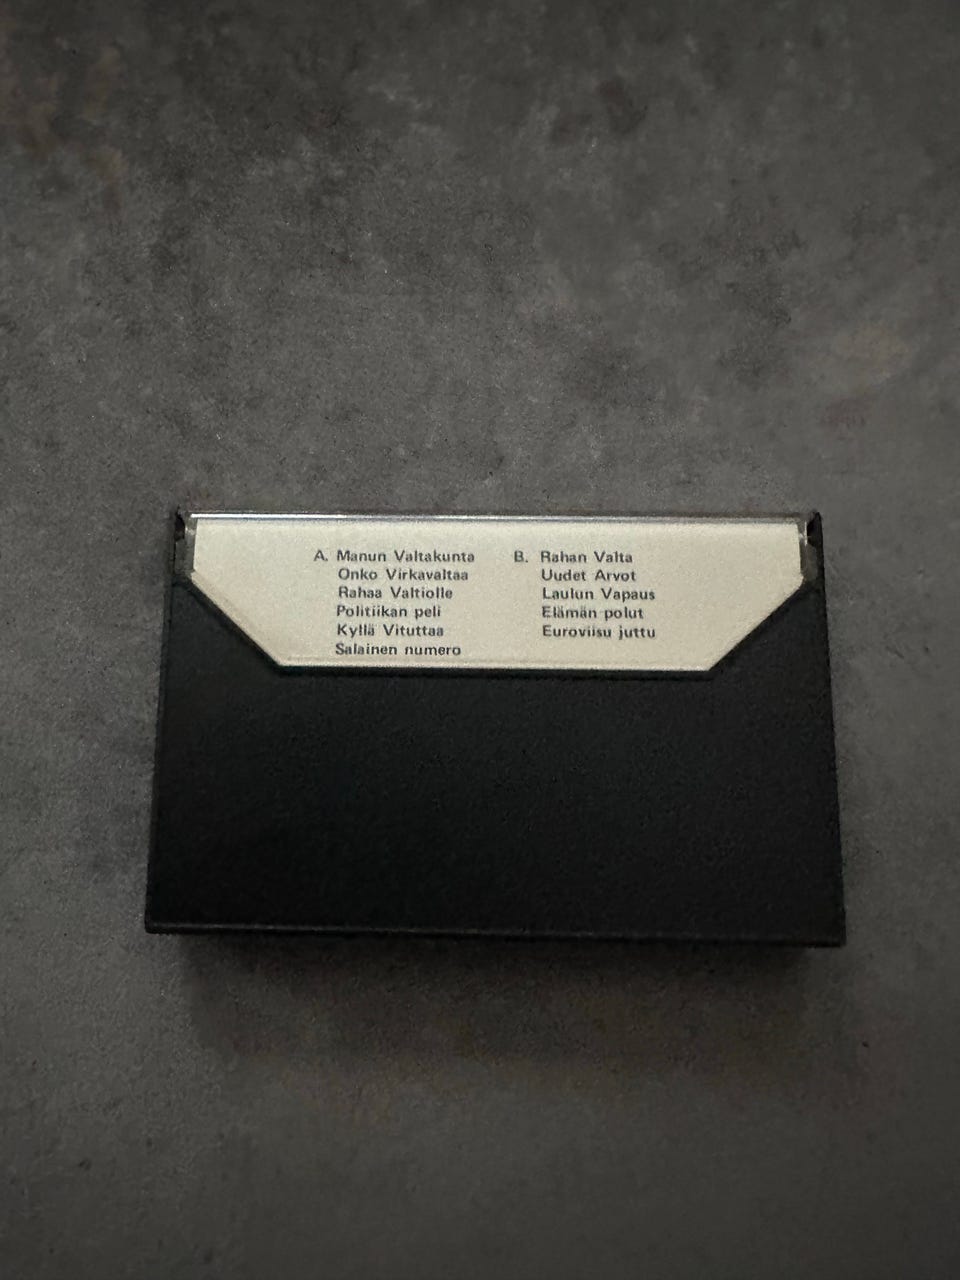 A. Manun Valtakunta
Onko Virkavaltaa
Rahaa Valtiolle
Politiikan peli
Kyllä Vituttaa
Salainen numero
B. Rahan Valta
Uudet Arvot
Laulun Vapaus
Elämän polut
Euroviisu juttu